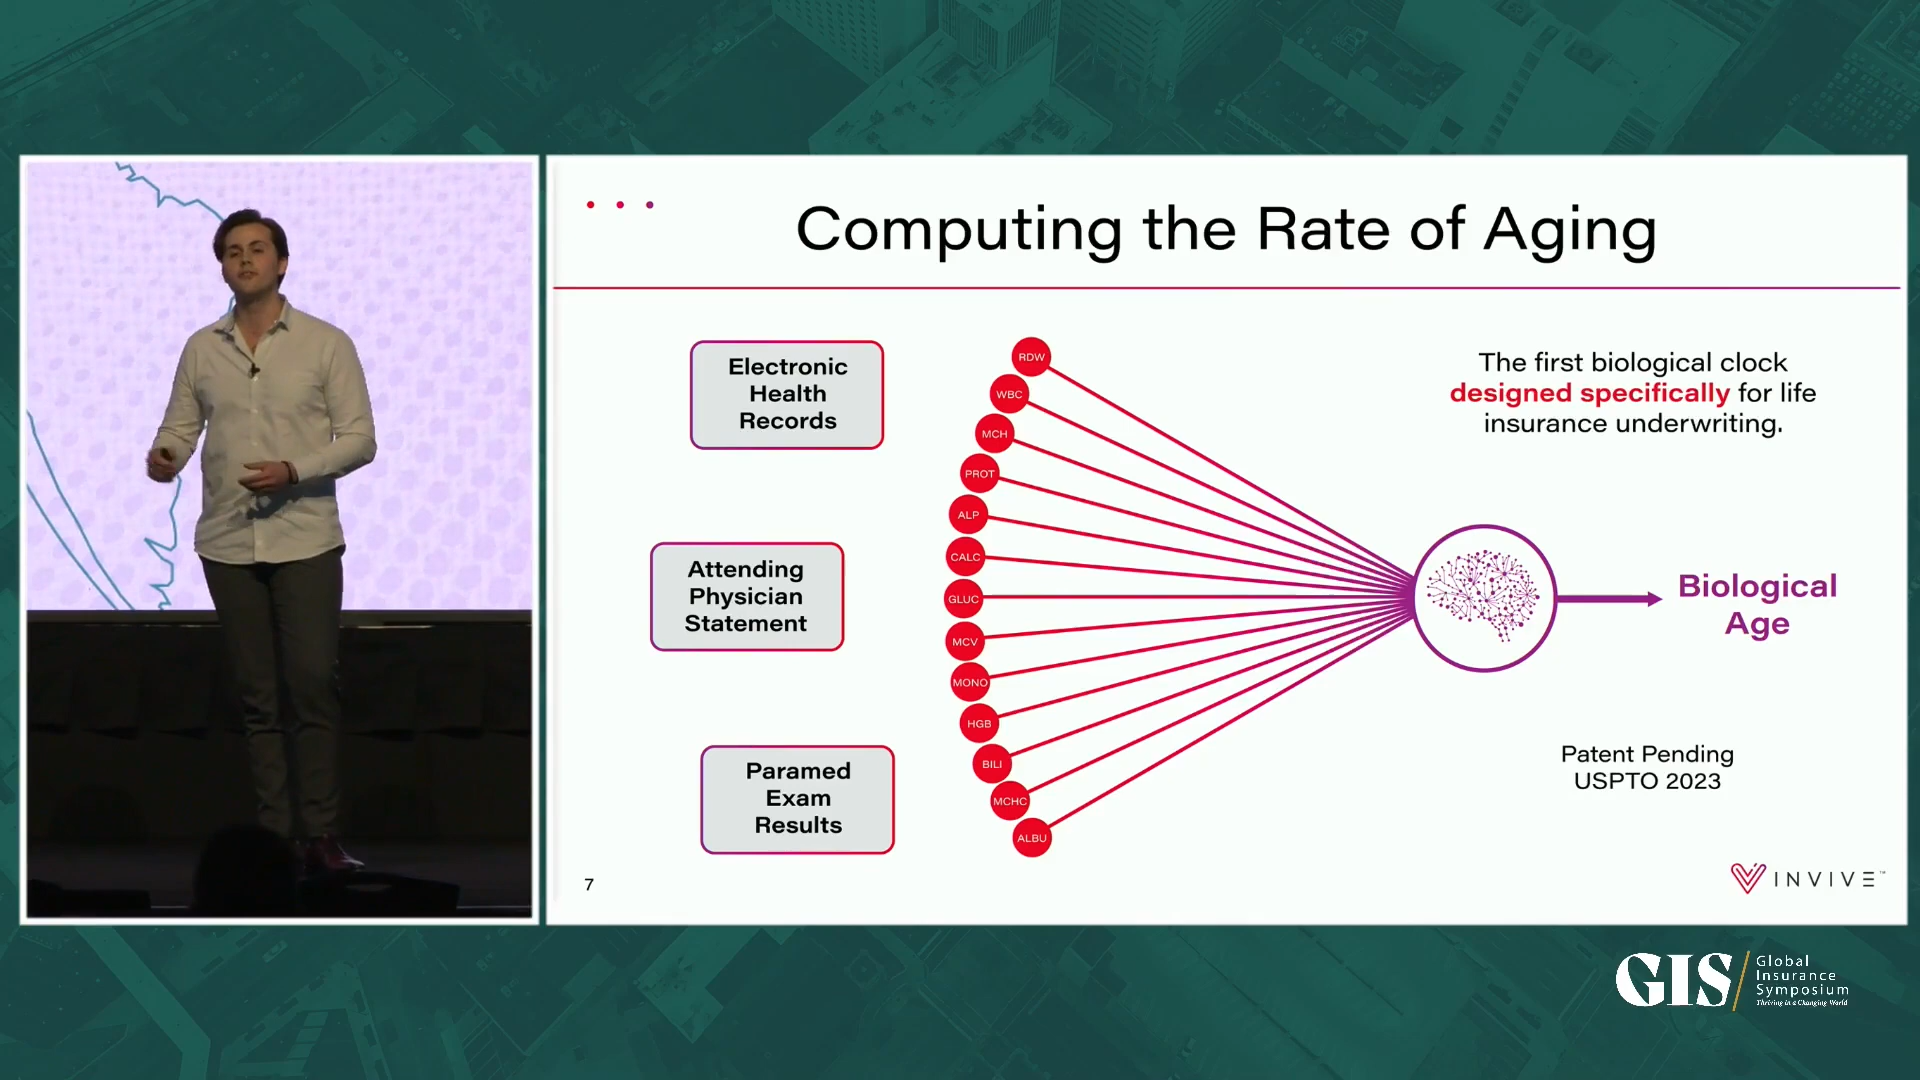 Computing the Rate of Aging
Electronic
Health
Records
Attending
Physician
Statement
Paramed
Exam
Results
RDW
WBC
MCH
PROT
ALP
CALC
GLUC
MCV
MONO
HGB
BILI
MCHC
ALBU
The first biological clock
designed specifically for life
insurance underwriting.
Biological
Age
Patent Pending
USPTO 2023
7
INVIVE™
GIS
Global
Insurance
Symposium
Thriving in a Changing World